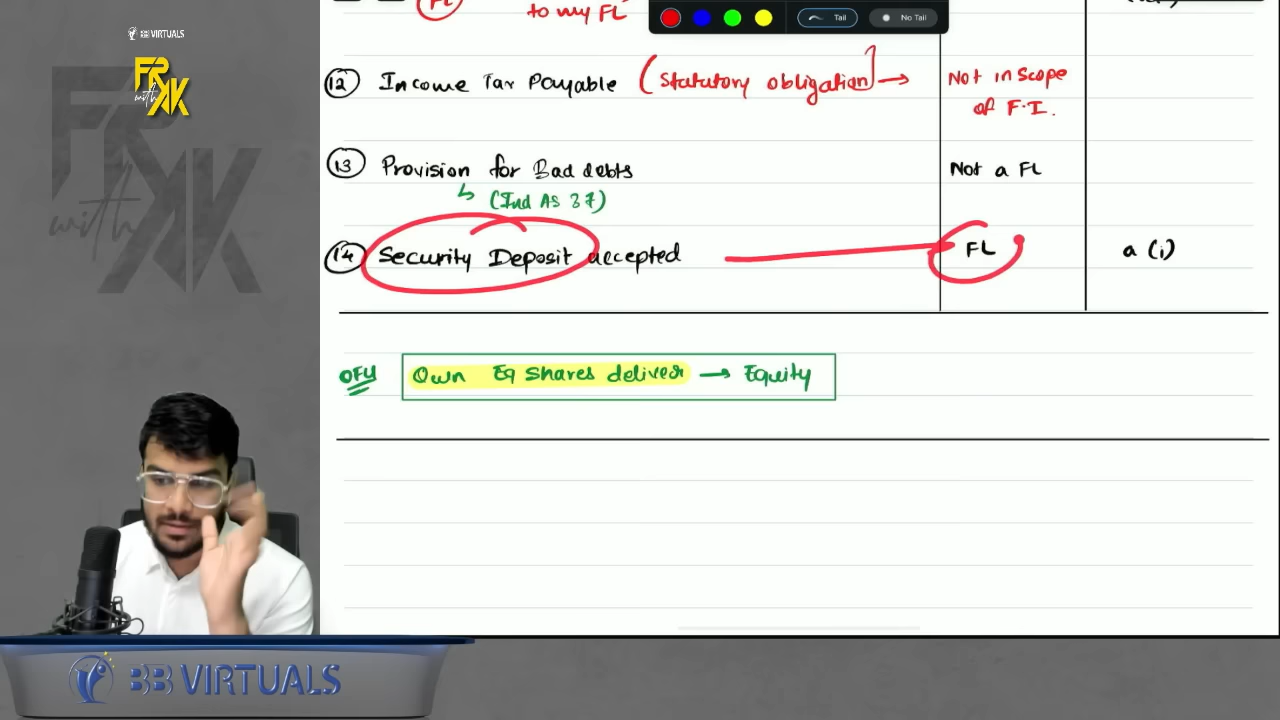 BB VIRTUALS
FR
with AK
FL
to my FL
Tail
No Tail
(12) Income Tax Payable (Statutory obligation) → Not in scope
of F.I.
(13) Provision for Bad debts Not a FL
↳ (Ind AS 37)
(14) Security Deposit accepted FL a (i)
Own Eq shares deliver → Equity
BB VIRTUALS